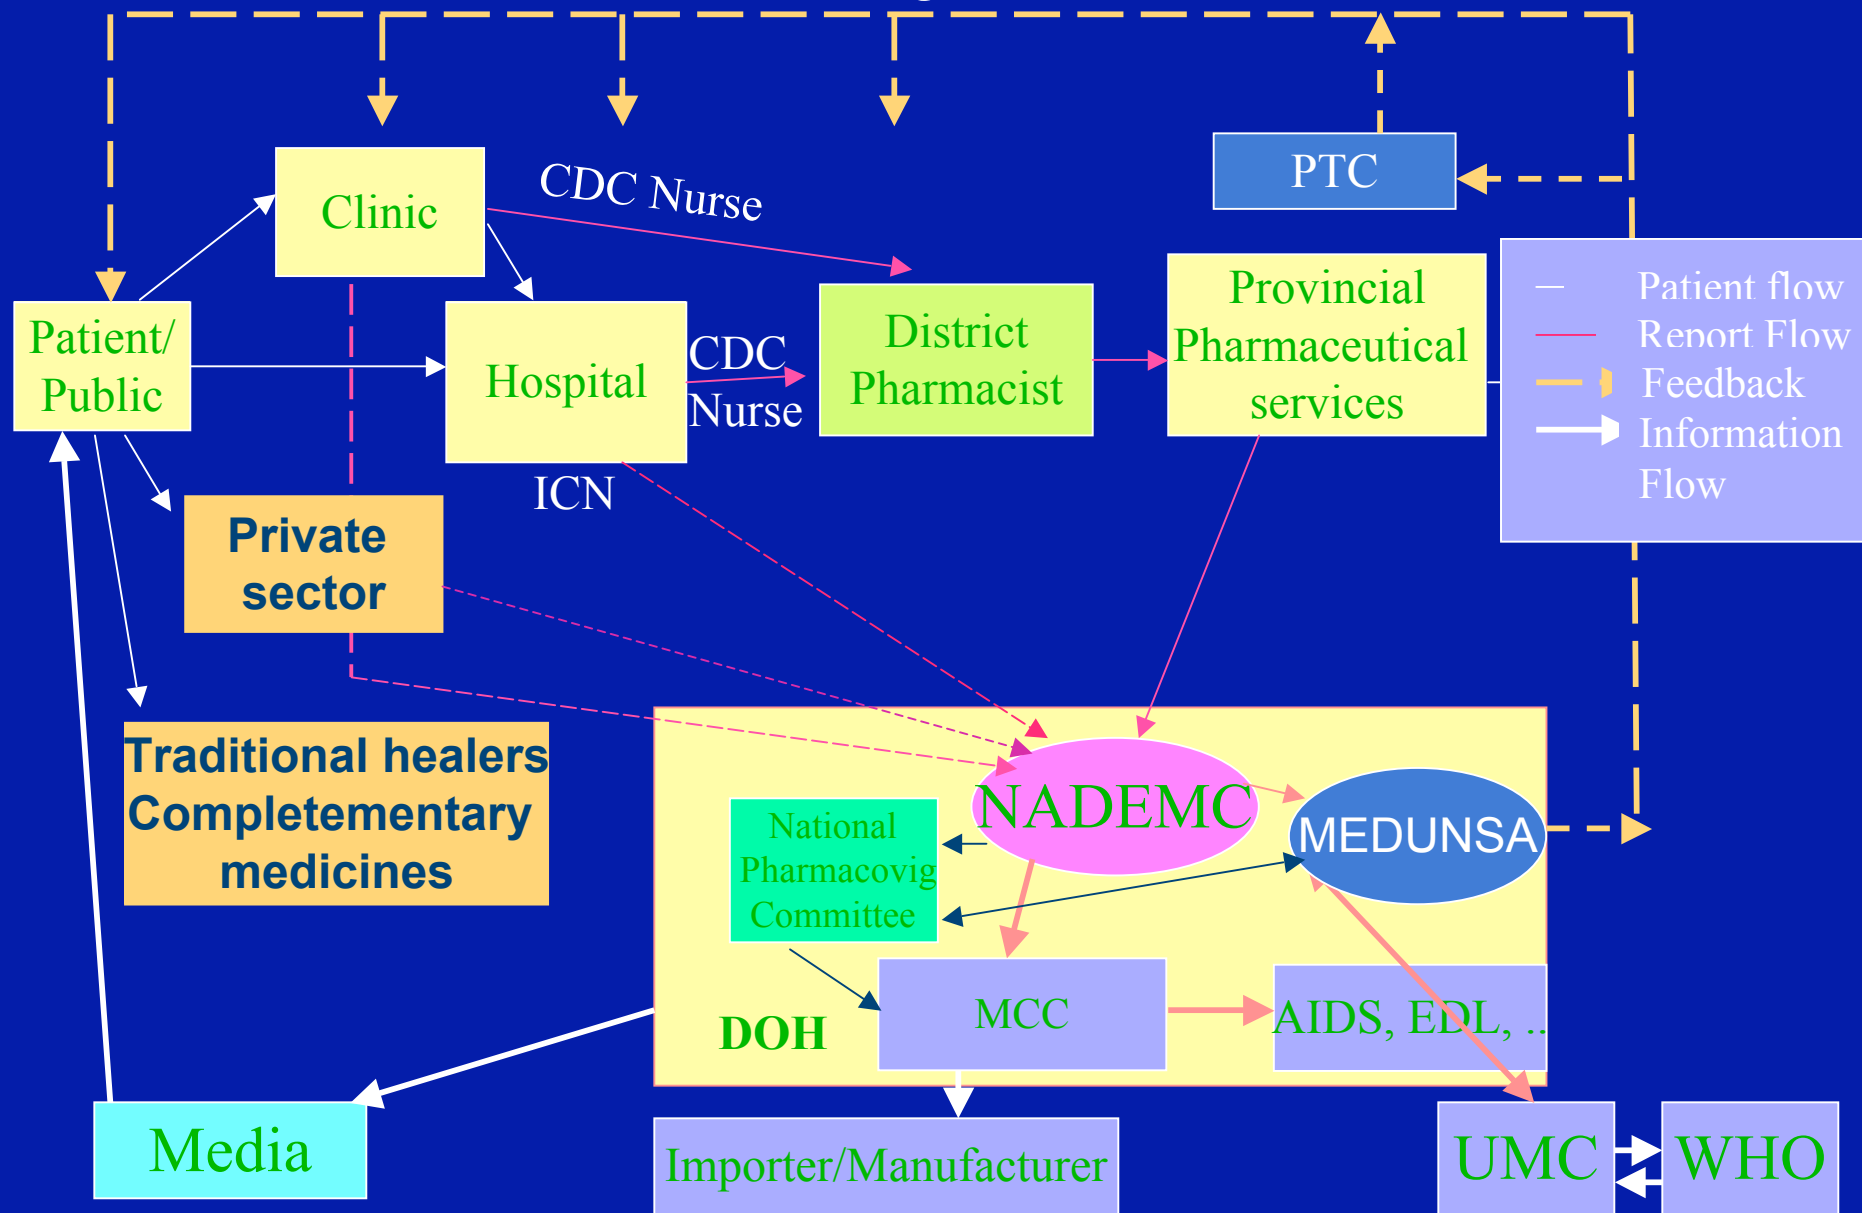 PTC
CDC Nurse
Clinic
Patient flow
Report Flow
Feedback
Information
Flow
Provincial
Pharmaceutical
services
District
Pharmacist
Patient/
Public
Hospital
CDC
Nurse
ICN
Private
sector
Traditional healers
Completementary
medicines
NADEMC
MEDUNSA
National
Pharmacovig
Committee
MCC
AIDS, EDL, ..
DOH
Media
Importer/Manufacturer
UMC
WHO